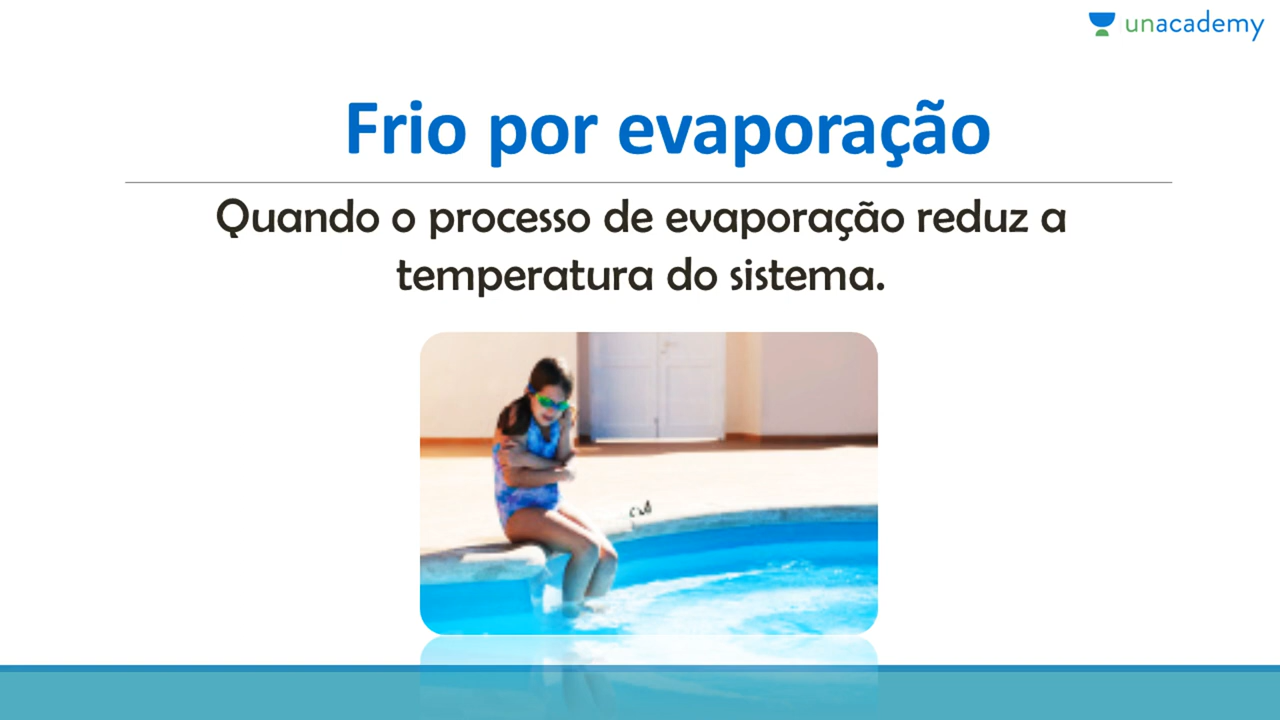 unacademy
Frio por evaporação
Quando o processo de evaporação reduz a
temperatura do sistema.